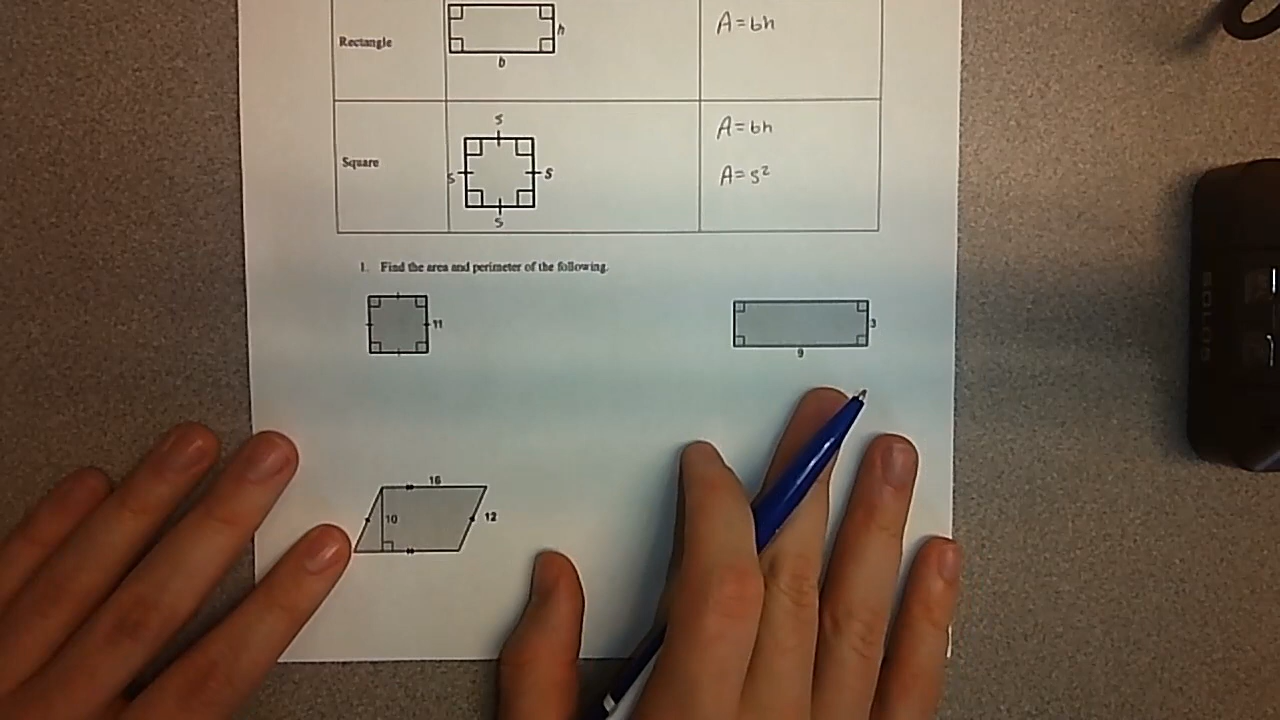 Rectangle
h
b
A=bh
Square
s
s
s
s
A=bh
A=s²
1. Find the area and perimeter of the following.
11
3
9
16
10
12
SOLO8